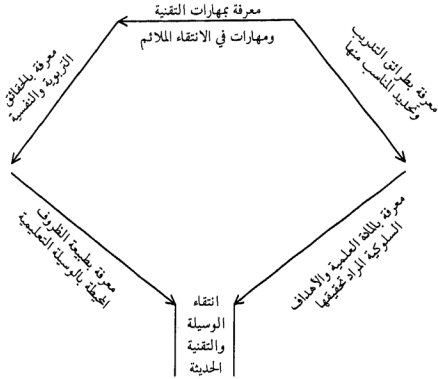 معرفة بمهارات التقنية
ومهارات في الانتقاء الملائم
معرفة بطرائق التدريب
وتحديد المناسب منها
معرفة بالحقائق
التربوية والنفسية
معرفة بالمادة العلمية والأهداف
السلوكية المراد تحقيقها
معرفة بطبيعة الظروف
المحيطة بالوسيلة التعليمية
انتقاء
الوسيلة
والتقنية
الحديثة